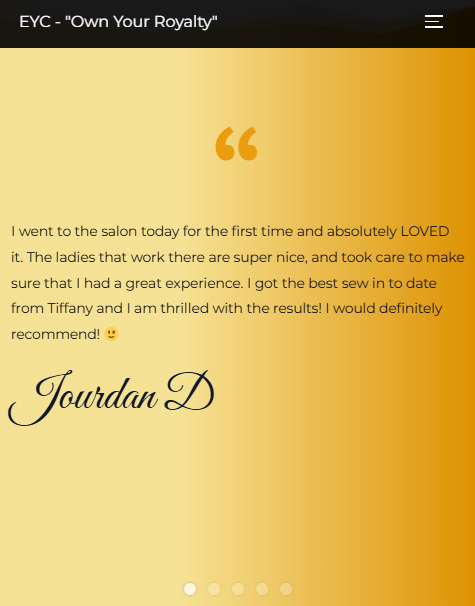 EYC - "Own Your Royalty"
“
I went to the salon today for the first time and absolutely LOVED
it. The ladies that work there are super nice, and took care to make
sure that I had a great experience. I got the best sew in to date
from Tiffany and I am thrilled with the results! I would definitely
recommend! 🙂
Jourdan D